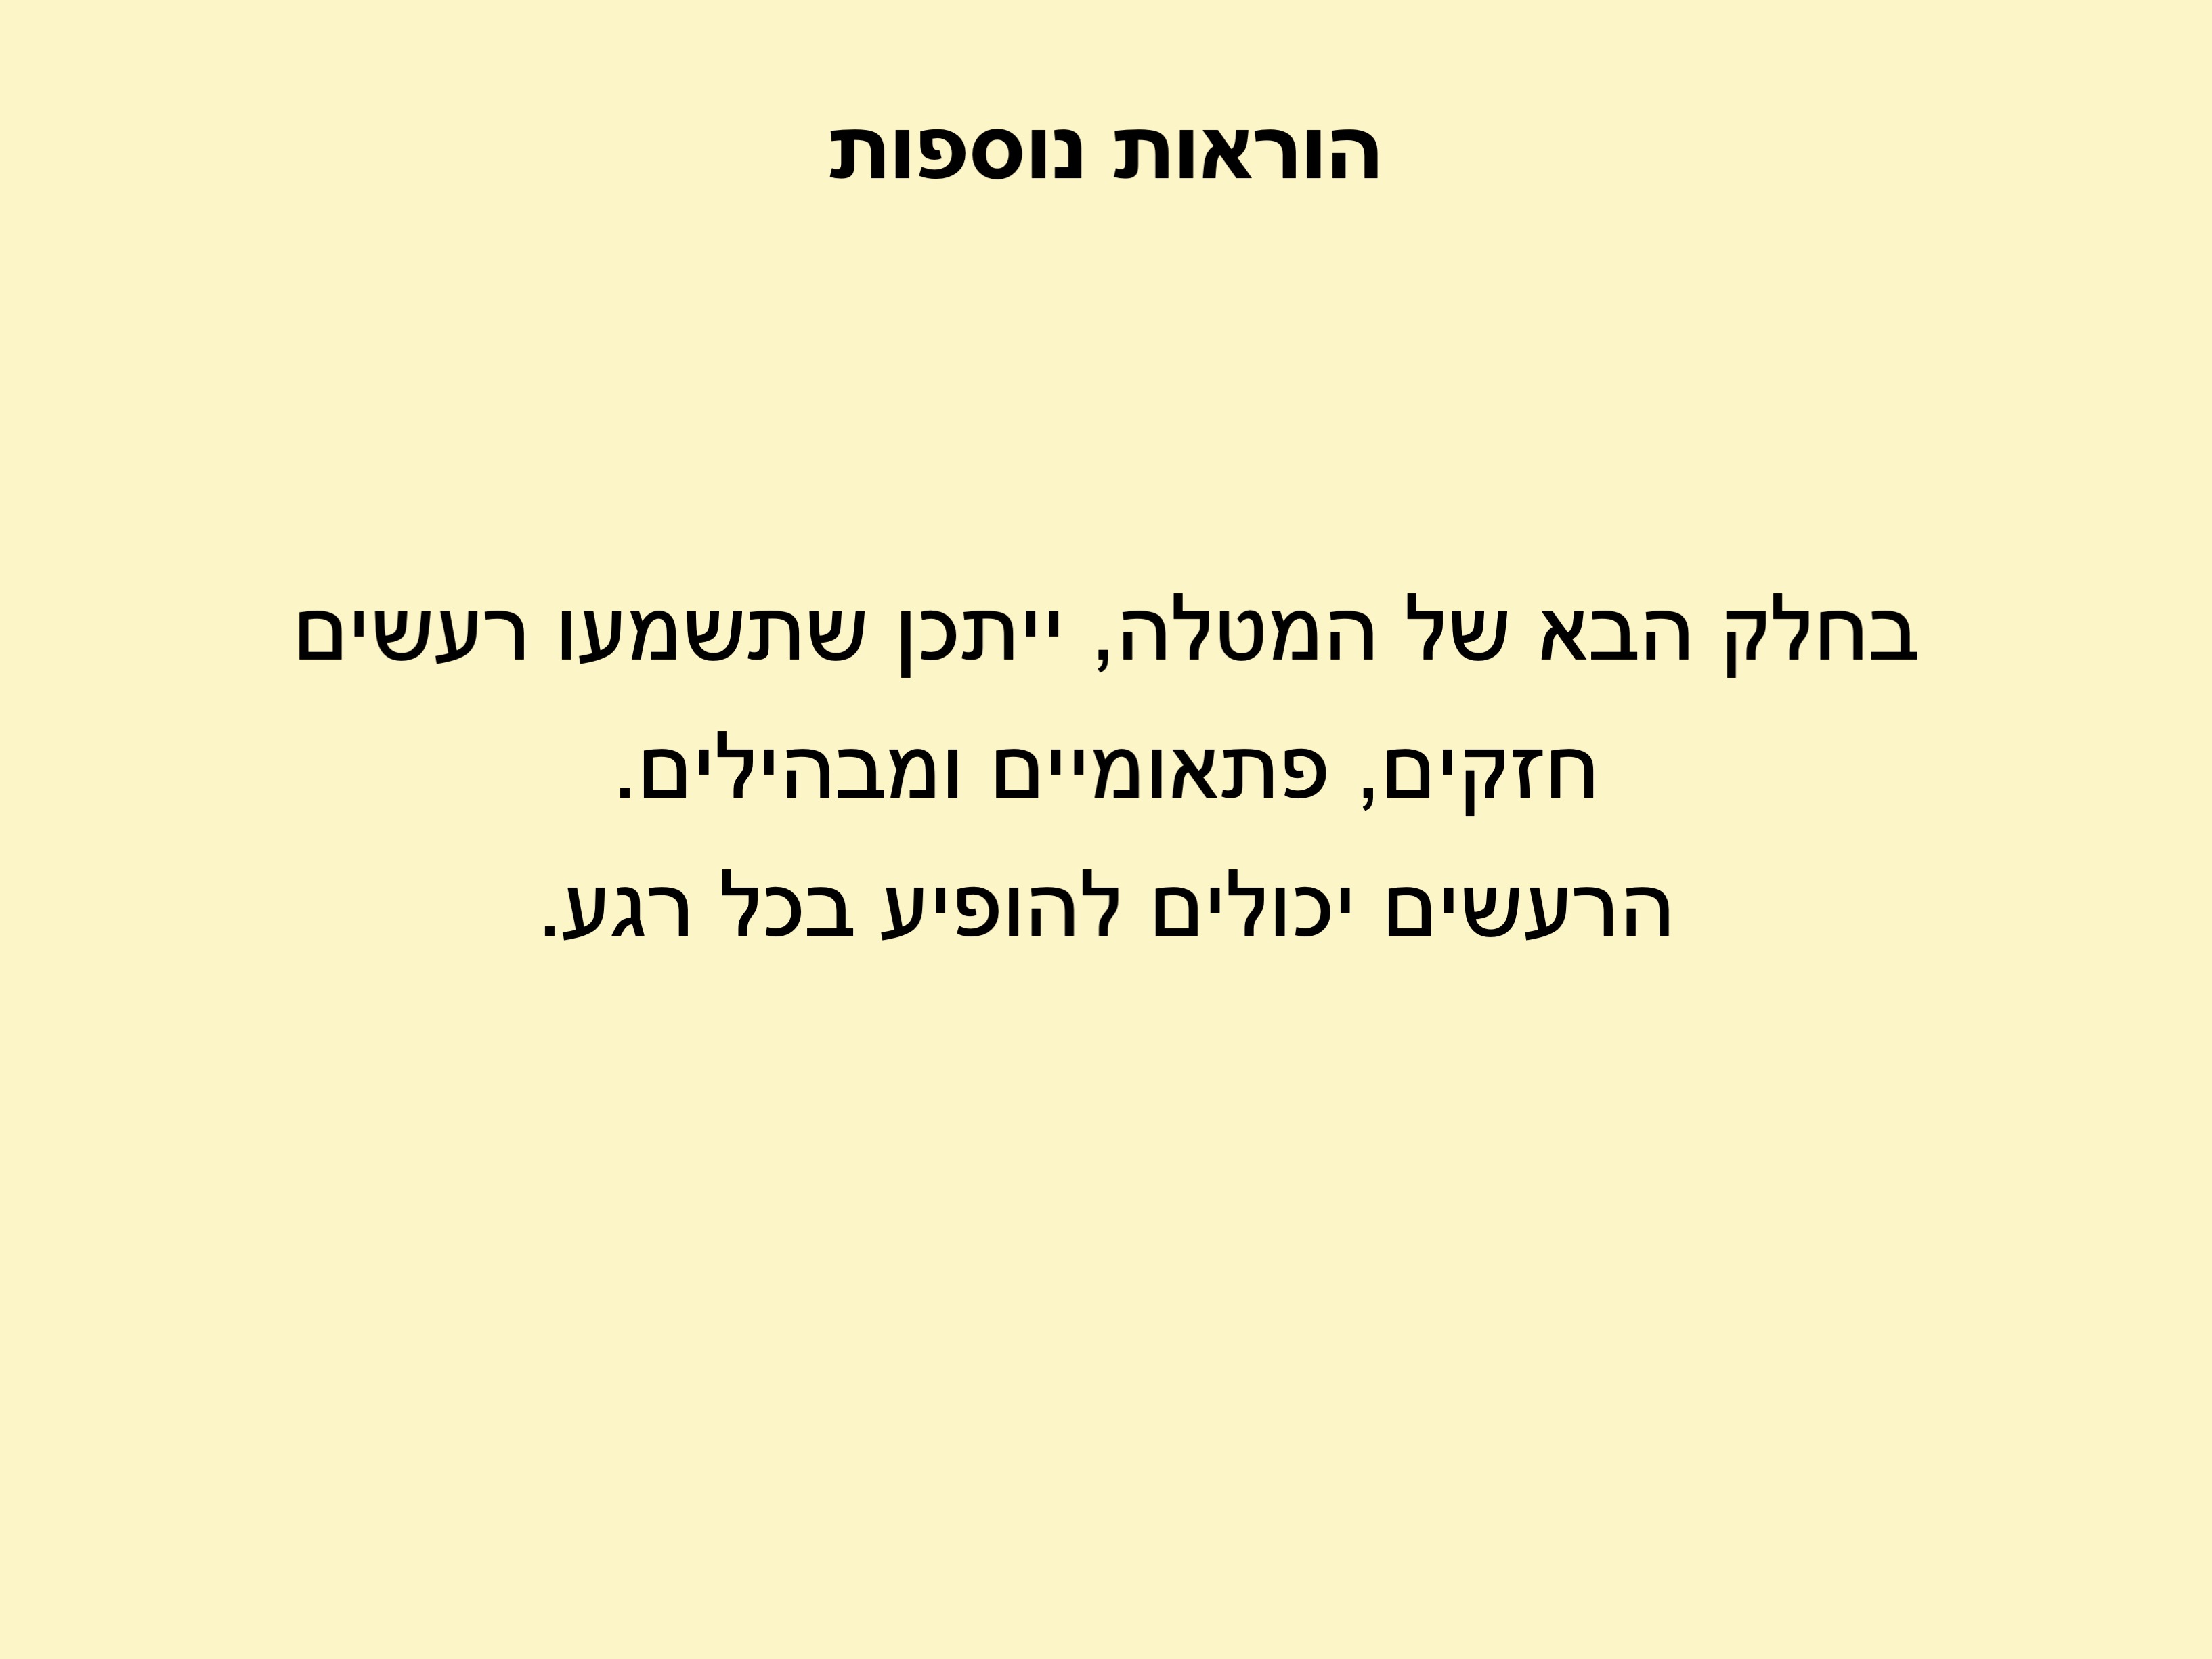 הוראות נוספות
בחלק הבא של המטלה, ייתכן שתשמעו רעשים
חזקים, פתאומיים ומבהילים.
הרעשים יכולים להופיע בכל רגע.